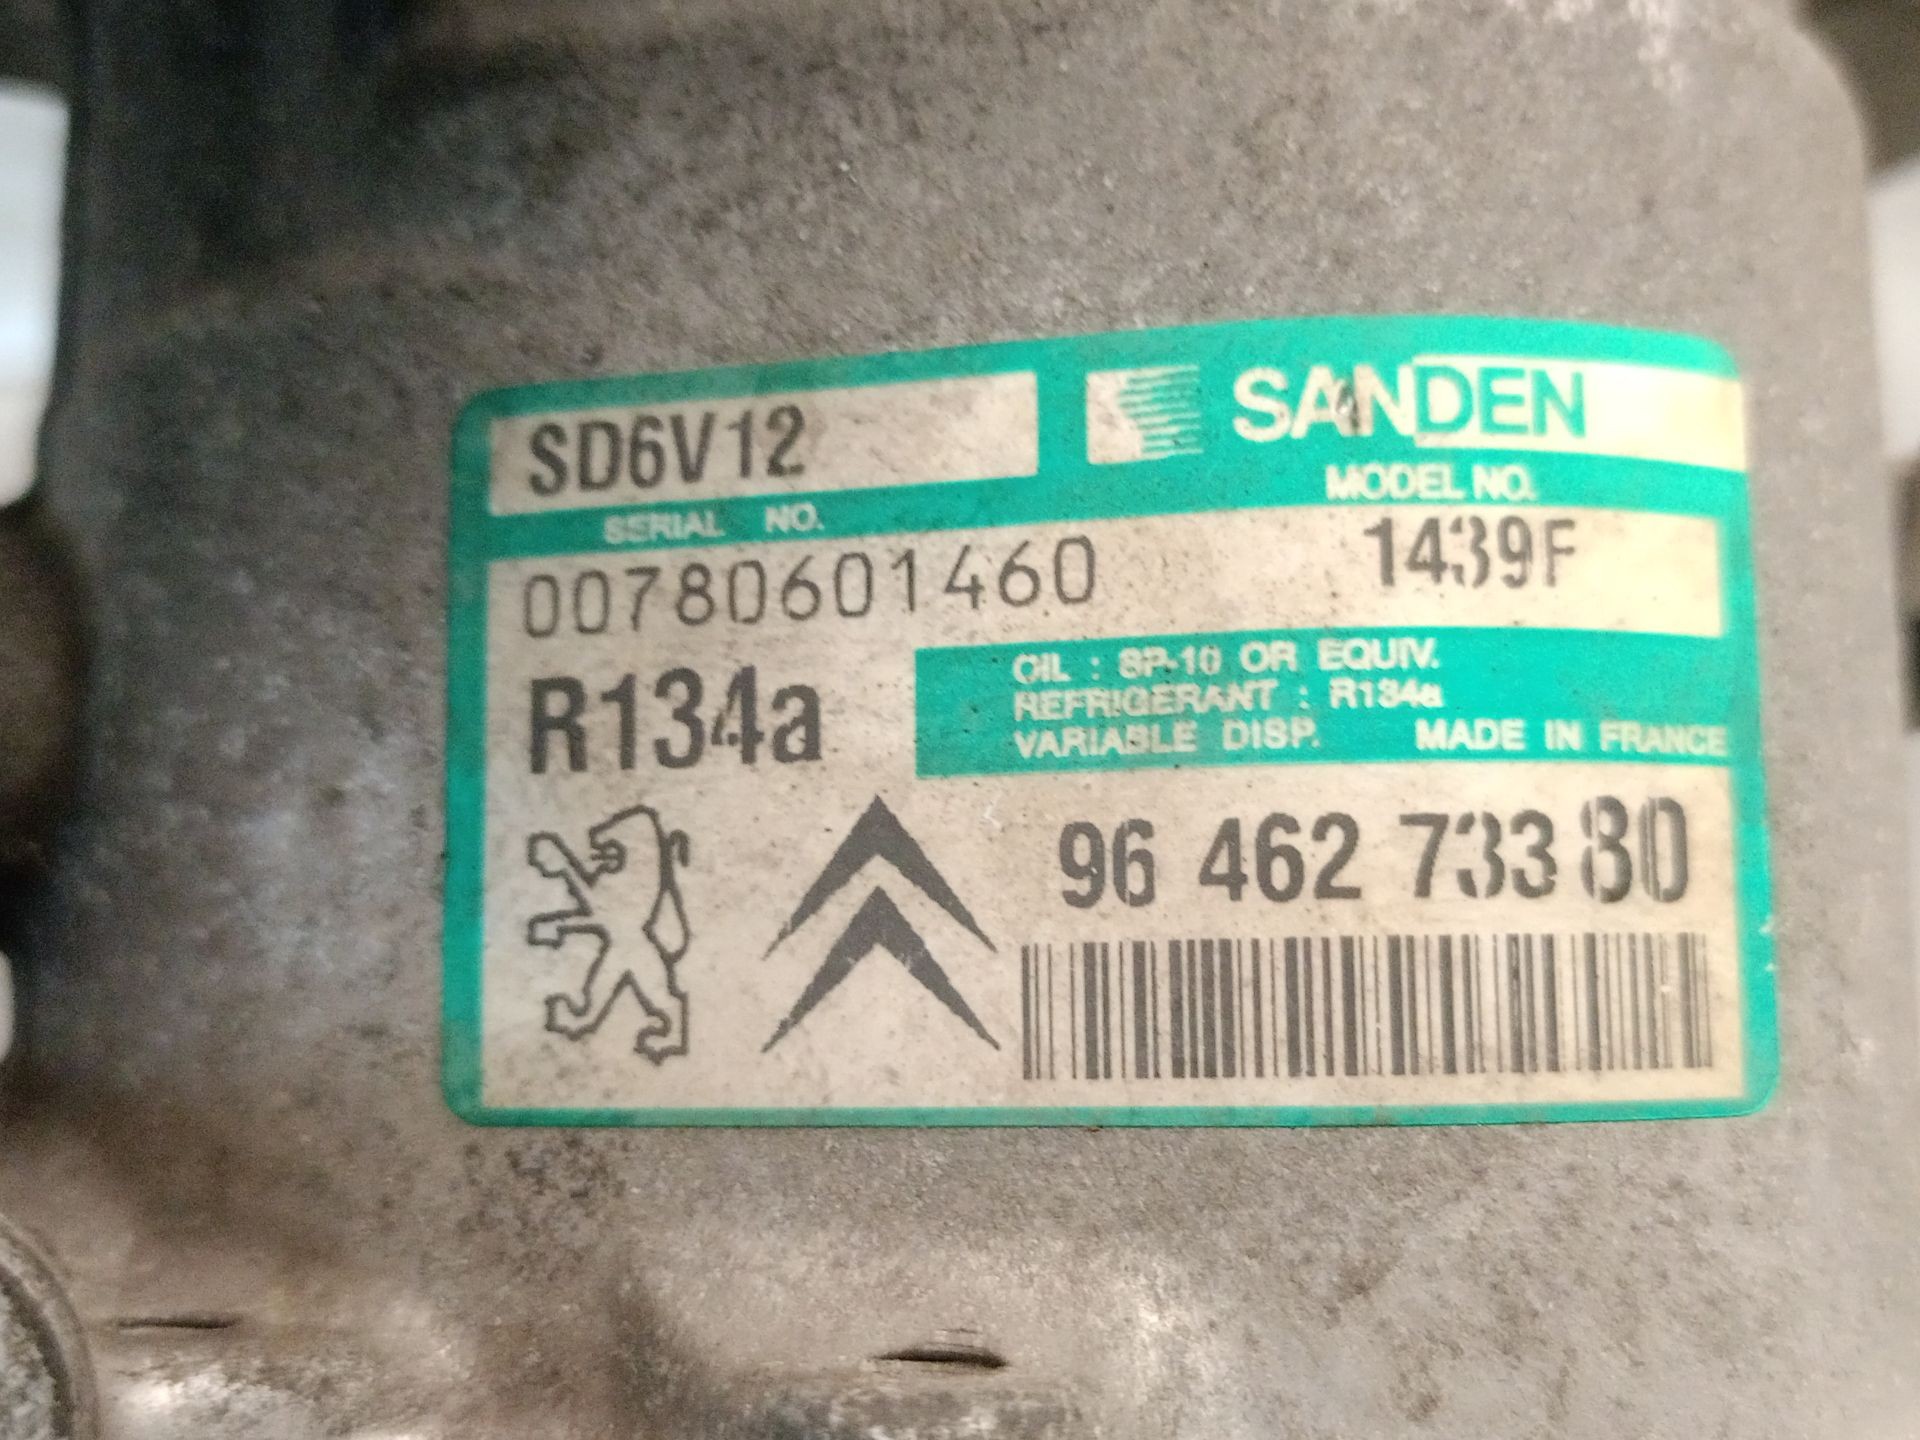 SD6V12
SANDEN
SERIAL NO.
MODEL NO.
00780601460
1439F
R134a
OIL : SP-10 OR EQUIV.
REFRIGERANT : R134a
VARIABLE DISP. MADE IN FRANCE
96 462 733 80